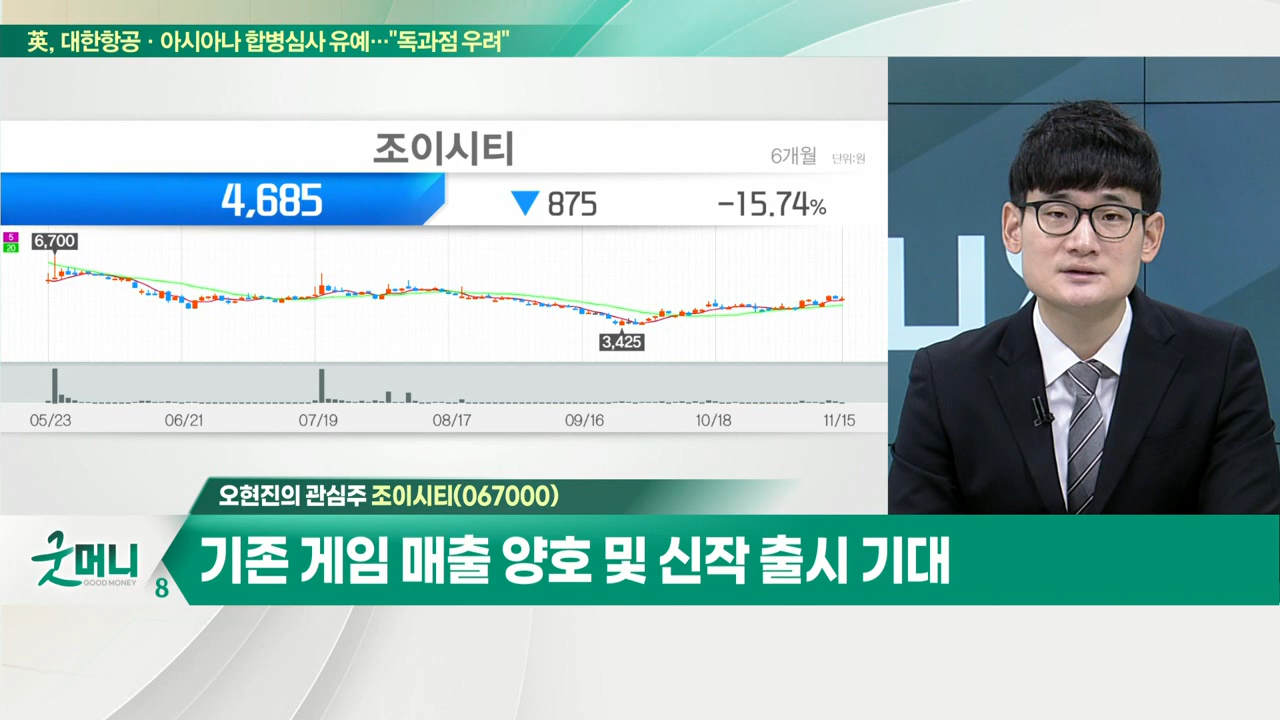 英, 대한항공 · 아시아나 합병심사 유예…"독과점 우려"
조이시티
6개월 단위:원
4,685 ▼ 875 -15.74%
5
20
6,700
3,425
05/23 06/21 07/19 08/17 09/16 10/18 11/15
오현진의 관심주 조이시티(067000)
굿머니
GOOD MONEY
8
기존 게임 매출 양호 및 신작 출시 기대